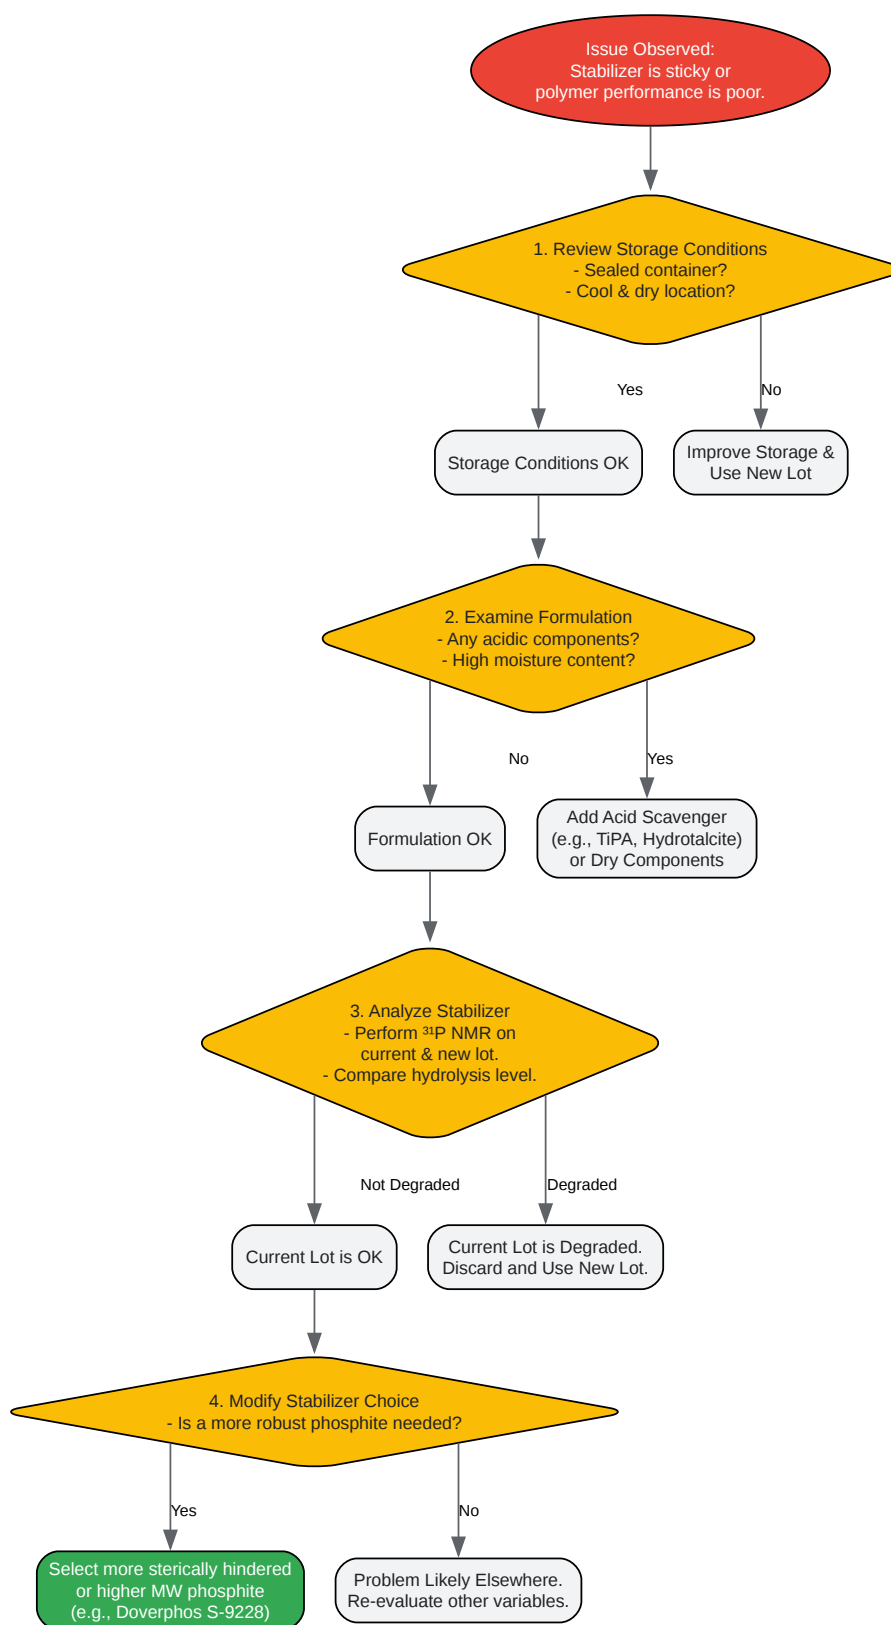 Issue Observed:
Stabilizer is sticky or
polymer performance is poor.
1. Review Storage Conditions
- Sealed container?
- Cool & dry location?
Yes
No
Storage Conditions OK
Improve Storage &
Use New Lot
2. Examine Formulation
- Any acidic components?
- High moisture content?
No
Yes
Formulation OK
Add Acid Scavenger
(e.g., TiPA, Hydrotalcite)
or Dry Components
3. Analyze Stabilizer
- Perform ³¹P NMR on
current & new lot.
- Compare hydrolysis level.
Not Degraded
Degraded
Current Lot is OK
Current Lot is Degraded.
Discard and Use New Lot.
4. Modify Stabilizer Choice
- Is a more robust phosphite needed?
Yes
No
Select more sterically hindered
or higher MW phosphite
(e.g., Doverphos S-9228)
Problem Likely Elsewhere.
Re-evaluate other variables.